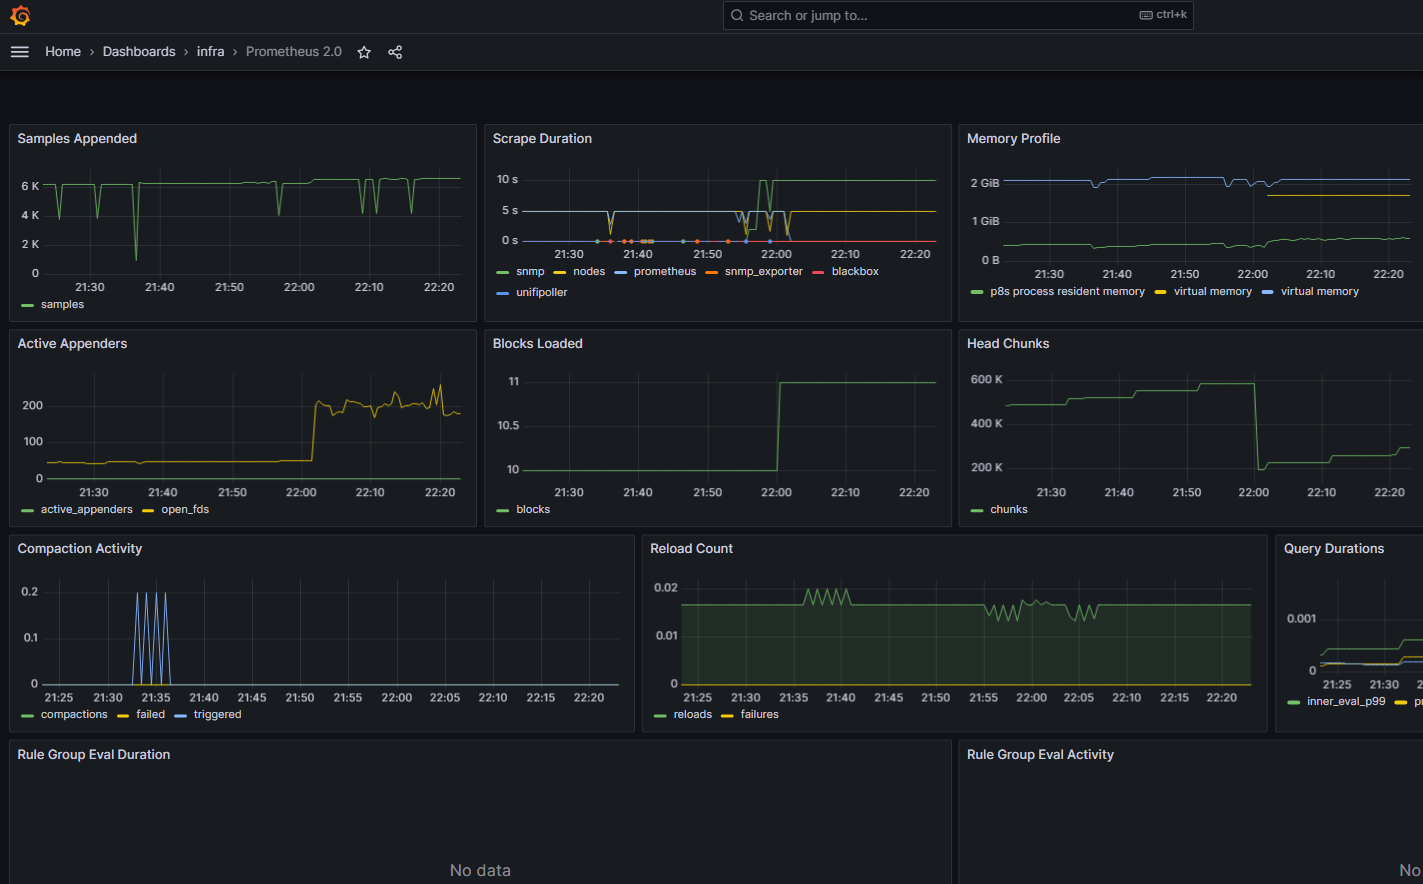 Search or jump to...
ctrl+k
Home › Dashboards › infra › Prometheus 2.0
Samples Appended
6 K
4 K
2 K
0
21:30 21:40 21:50 22:00 22:10 22:20
samples
Scrape Duration
10 s
5 s
0 s
21:30 21:40 21:50 22:00 22:10 22:20
snmp nodes prometheus snmp_exporter blackbox
unifipoller
Memory Profile
2 GiB
1 GiB
0 B
21:30 21:40 21:50 22:00 22:10 22:20
p8s process resident memory virtual memory virtual memory
Active Appenders
200
100
0
21:30 21:40 21:50 22:00 22:10 22:20
active_appenders open_fds
Blocks Loaded
11
10.5
10
21:30 21:40 21:50 22:00 22:10 22:20
blocks
Head Chunks
600 K
400 K
200 K
21:30 21:40 21:50 22:00 22:10 22:20
chunks
Compaction Activity
0.2
0.1
0
21:25 21:30 21:35 21:40 21:45 21:50 21:55 22:00 22:05 22:10 22:15 22:20
compactions failed triggered
Reload Count
0.02
0.01
0
21:25 21:30 21:35 21:40 21:45 21:50 21:55 22:00 22:05 22:10 22:15 22:20
reloads failures
Query Durations
0.001
0
21:25 21:30 2
inner_eval_p99
Rule Group Eval Duration
No data
Rule Group Eval Activity
No